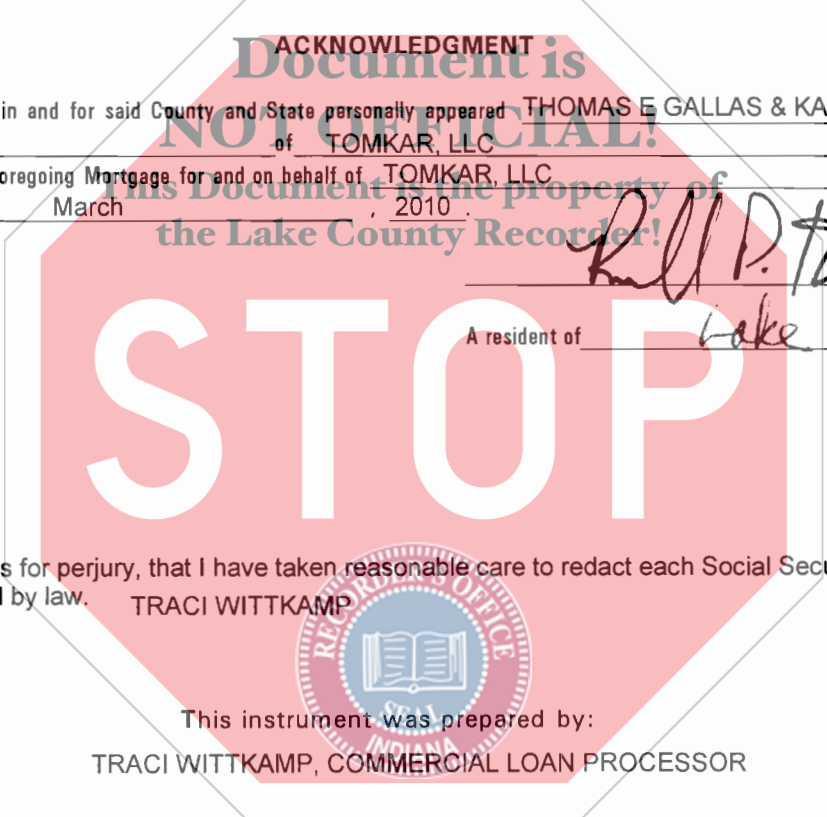 ACKNOWLEDGMENT
Document is
in and for said County and State personally appeared THOMAS E GALLAS & KA
NOT OFFICIAL!
of TOMKAR, LLC
oregoing Mortgage for and on behalf of TOMKAR, LLC
This Document is the property of
March , 2010 .
the Lake County Recorder!
P.
A resident of Lake
STOP
s for perjury, that I have taken reasonable care to redact each Social Secu
l by law. TRACI WITTKAMP
RECORDER'S OFFICE
SEAL
INDIANA
This instrument was prepared by:
TRACI WITTKAMP, COMMERCIAL LOAN PROCESSOR